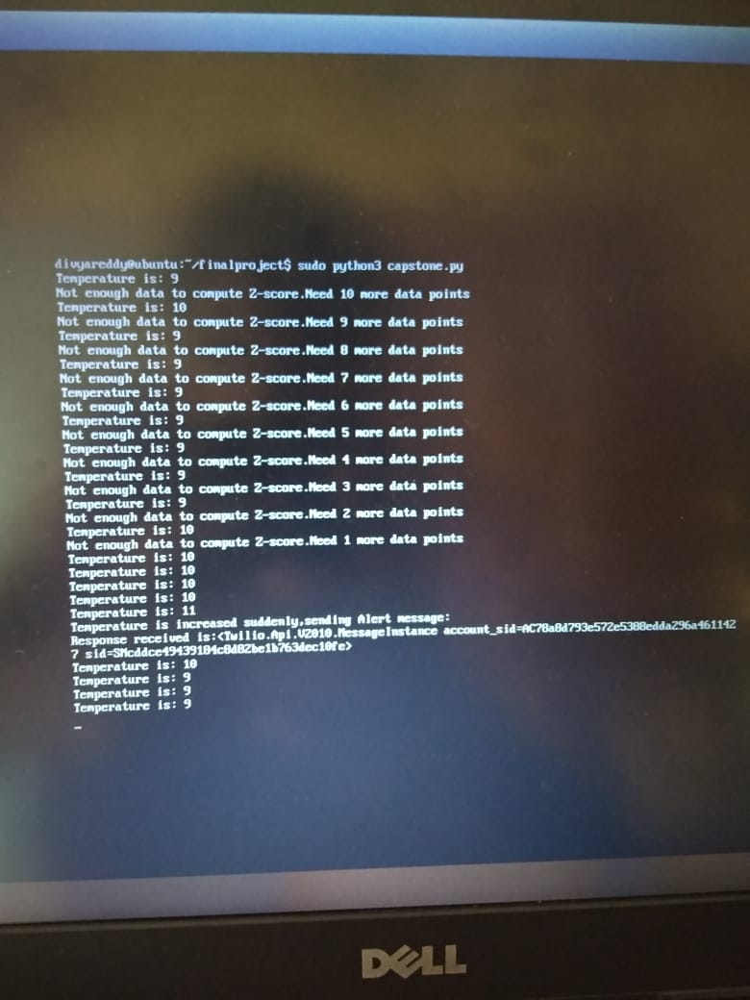 divyareddy@ubuntu:~/finalproject$ sudo python3 capstone.py
Temperature is: 9
Not enough data to compute Z-score.Need 10 more data points
Temperature is: 10
Not enough data to compute Z-score.Need 9 more data points
Temperature is: 9
Not enough data to compute Z-score.Need 8 more data points
Temperature is: 9
Not enough data to compute Z-score.Need 7 more data points
Temperature is: 9
Not enough data to compute Z-score.Need 6 more data points
Temperature is: 9
Not enough data to compute Z-score.Need 5 more data points
Temperature is: 9
Not enough data to compute Z-score.Need 4 more data points
Temperature is: 9
Not enough data to compute Z-score.Need 3 more data points
Temperature is: 9
Not enough data to compute Z-score.Need 2 more data points
Temperature is: 10
Not enough data to compute Z-score.Need 1 more data points
Temperature is: 10
Temperature is: 10
Temperature is: 10
Temperature is: 10
Temperature is: 11
Temperature is increased suddenly,sending Alert message:
Response received is:<Twilio.Api.V2010.MessageInstance account_sid=AC78a8d793e572e5388edda296a461142
7 sid=SMcddce49439184c8d82be1b763dec10fe>
Temperature is: 10
Temperature is: 9
Temperature is: 9
Temperature is: 9
DELL